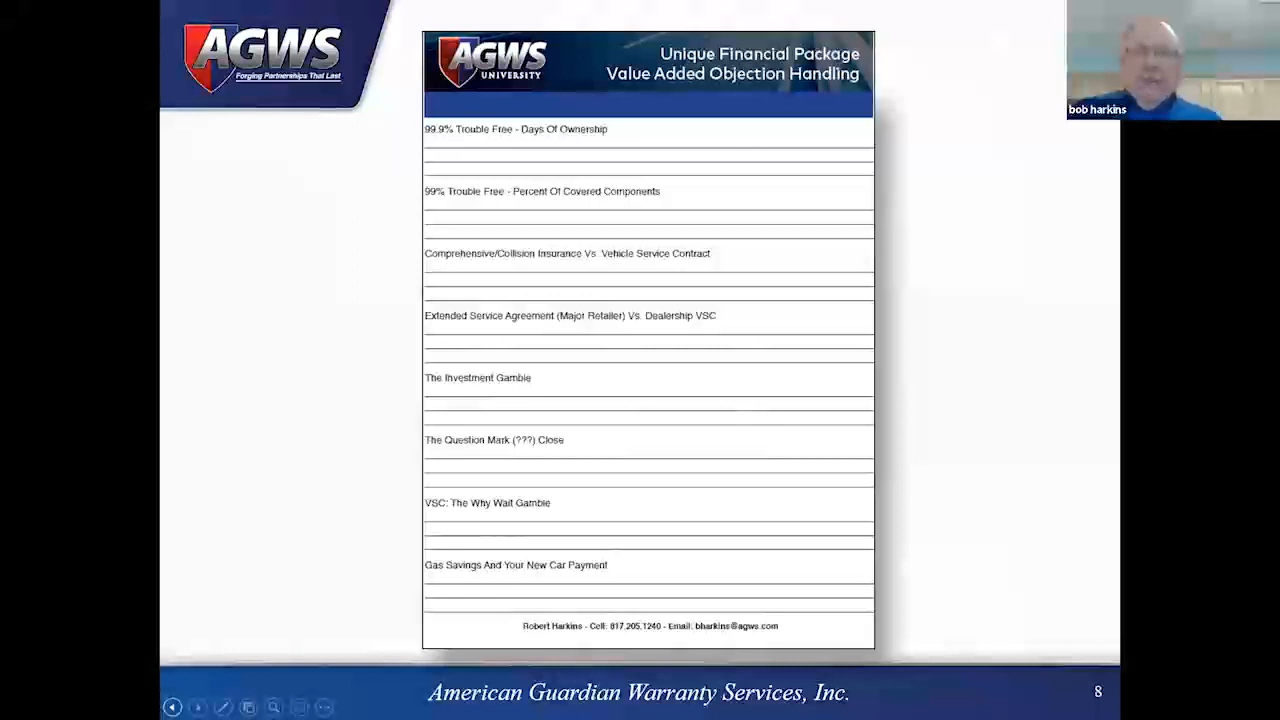 AGWS
Forging Partnerships That Last
AGWS
UNIVERSITY
Unique Financial Package
Value Added Objection Handling
bob harkins
99.9% Trouble Free - Days Of Ownership
99% Trouble Free - Percent Of Covered Components
Comprehensive/Collision Insurance Vs. Vehicle Service Contract
Extended Service Agreement (Major Retailer) Vs. Dealership VSC
The Investment Gamble
The Question Mark (???) Close
VSC: The Why Wait Gamble
Gas Savings And Your New Car Payment
Robert Harkins - Cell: 817.205.1240 - Email: bharkins@agws.com
American Guardian Warranty Services, Inc.
8